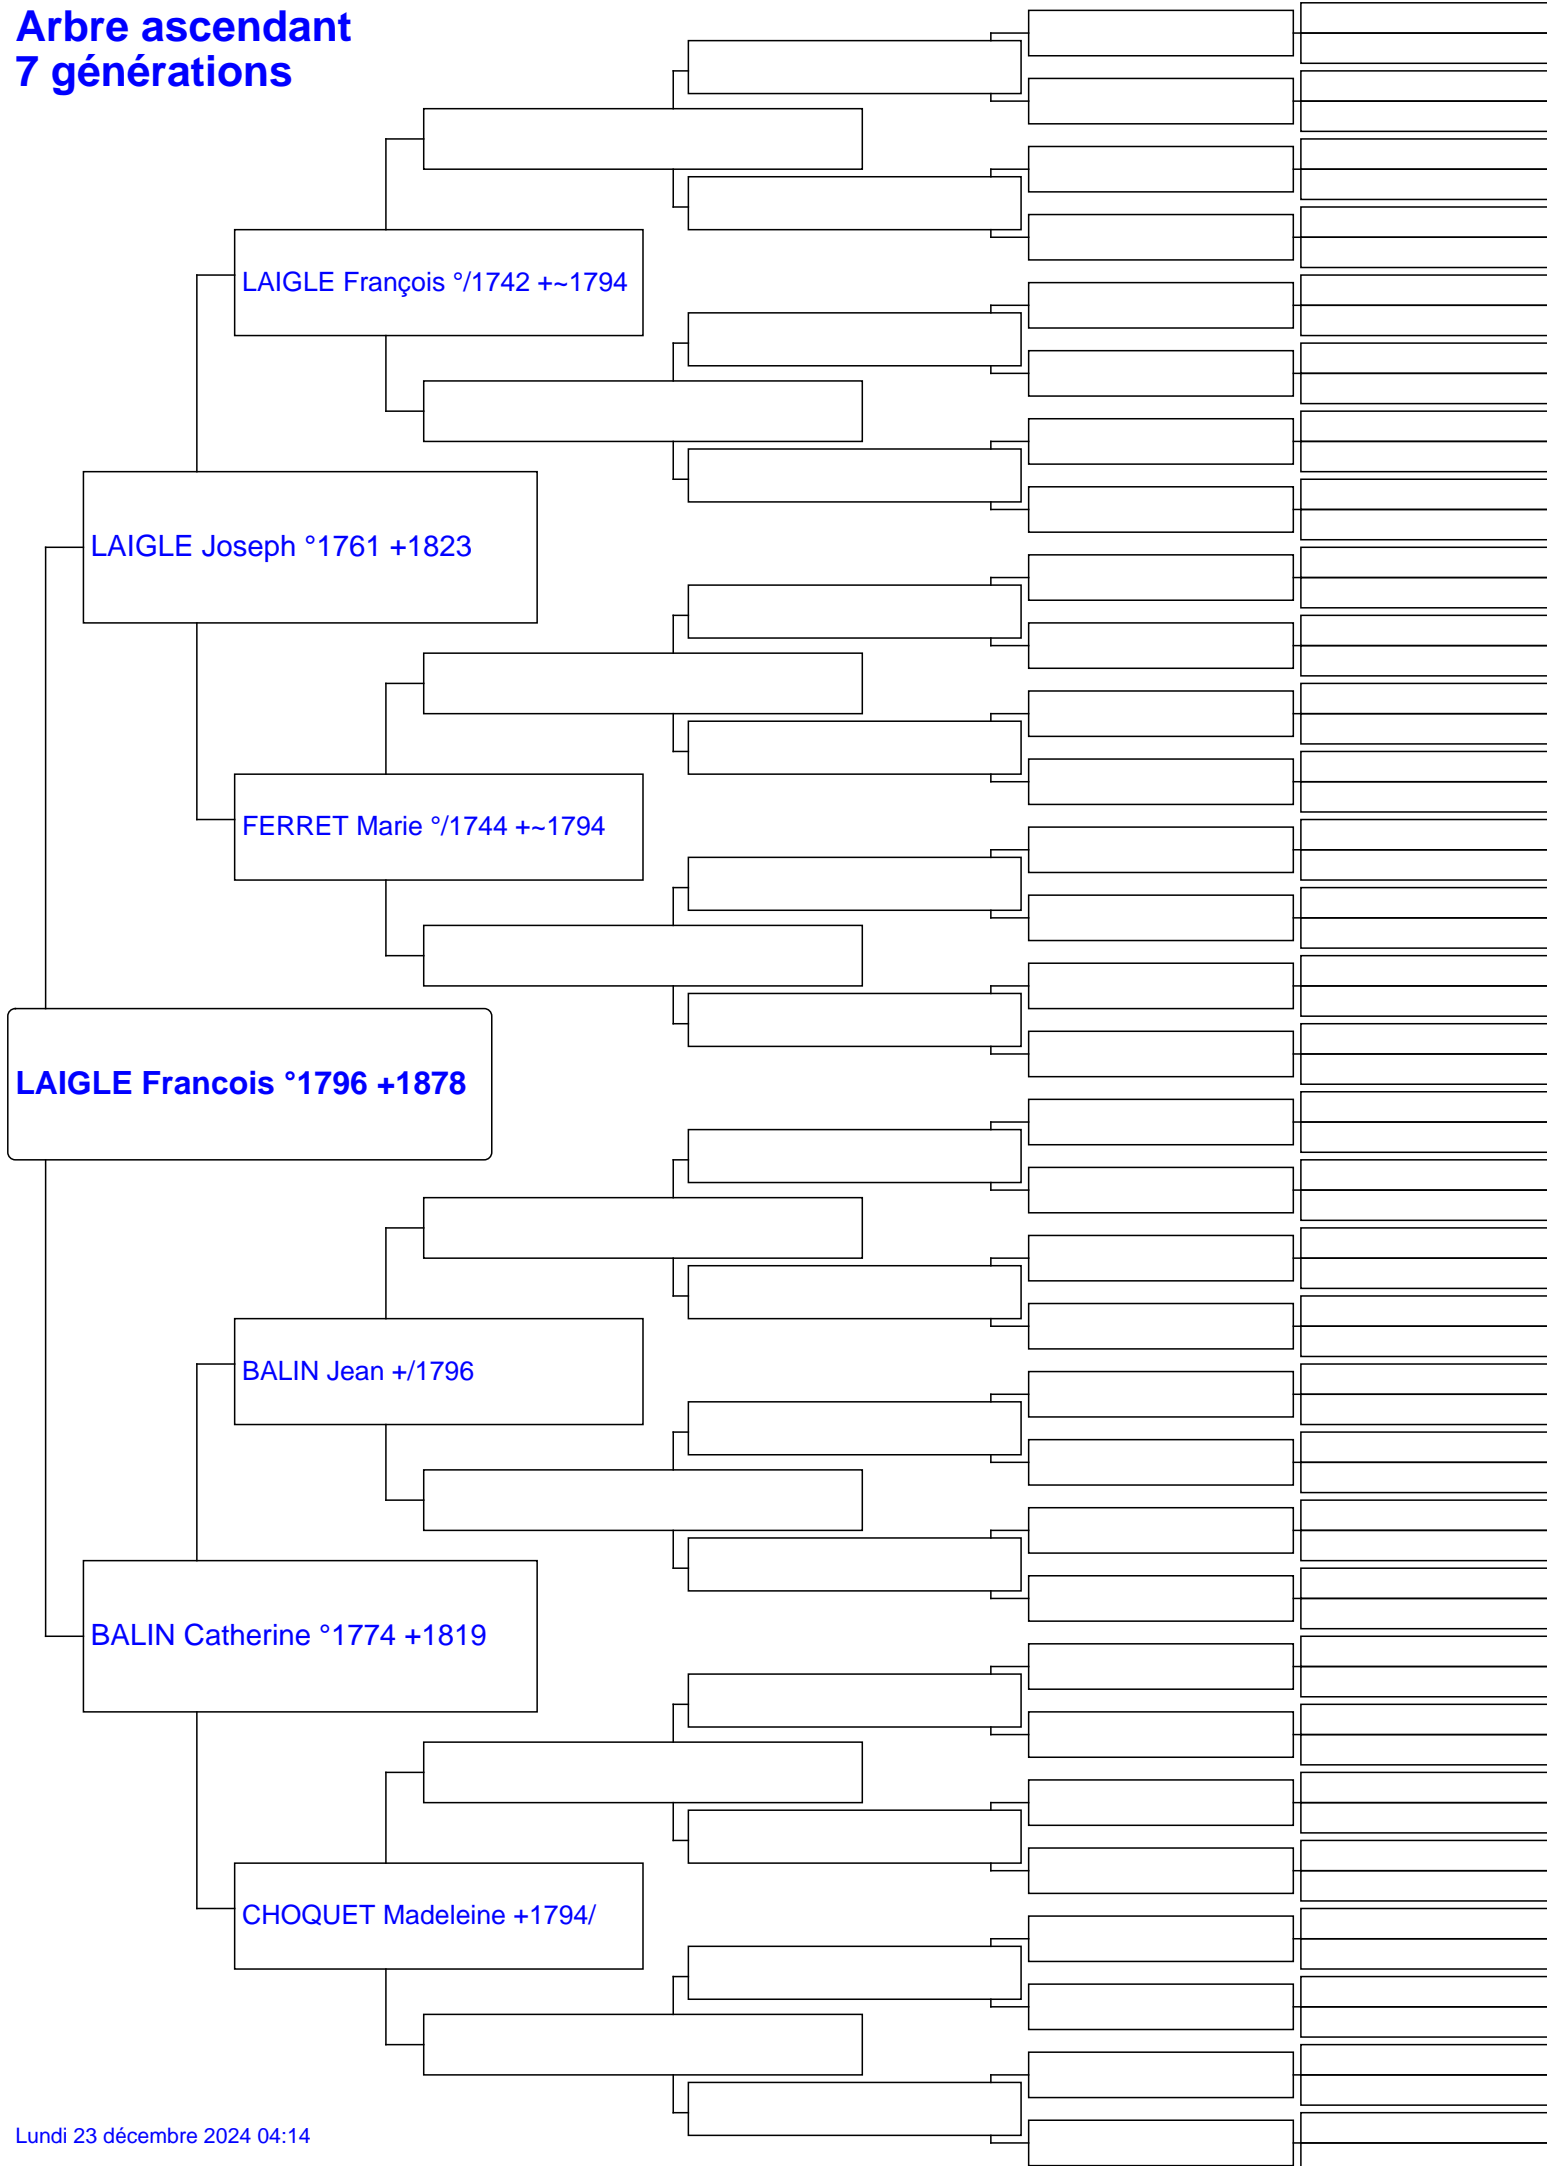 Arbre ascendant
7 générations
LAIGLE François °/1742 +~1794
LAIGLE Joseph °1761 +1823
FERRET Marie °/1744 +~1794
LAIGLE Francois °1796 +1878
BALIN Jean +/1796
BALIN Catherine °1774 +1819
CHOQUET Madeleine +1794/
Lundi 23 décembre 2024 04:14